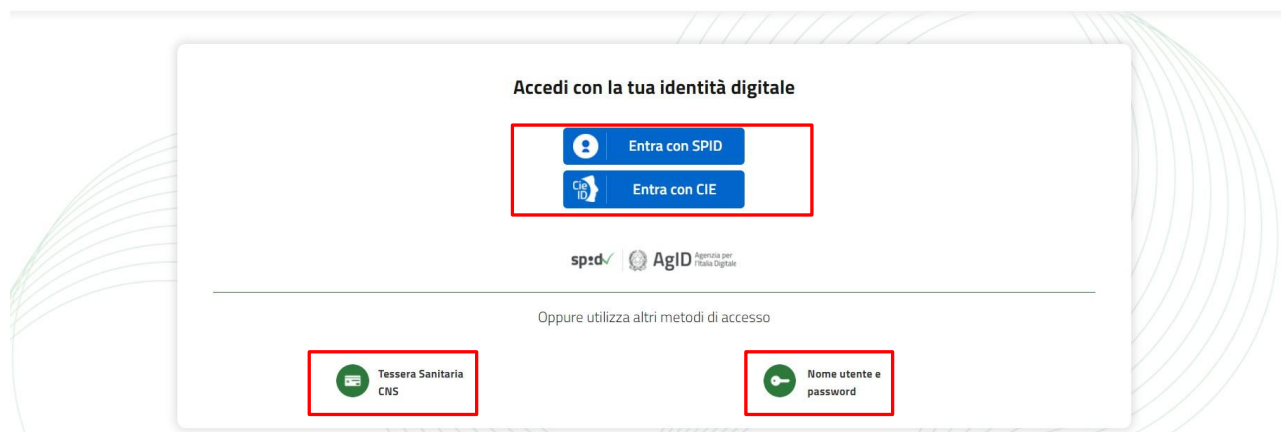 Accedi con la tua identità digitale
Entra con SPID
Cie ID Entra con CIE
sp:d AgID Agenzia per l'Italia Digitale
Oppure utilizza altri metodi di accesso
Tessera Sanitaria
CNS
Nome utente e
password